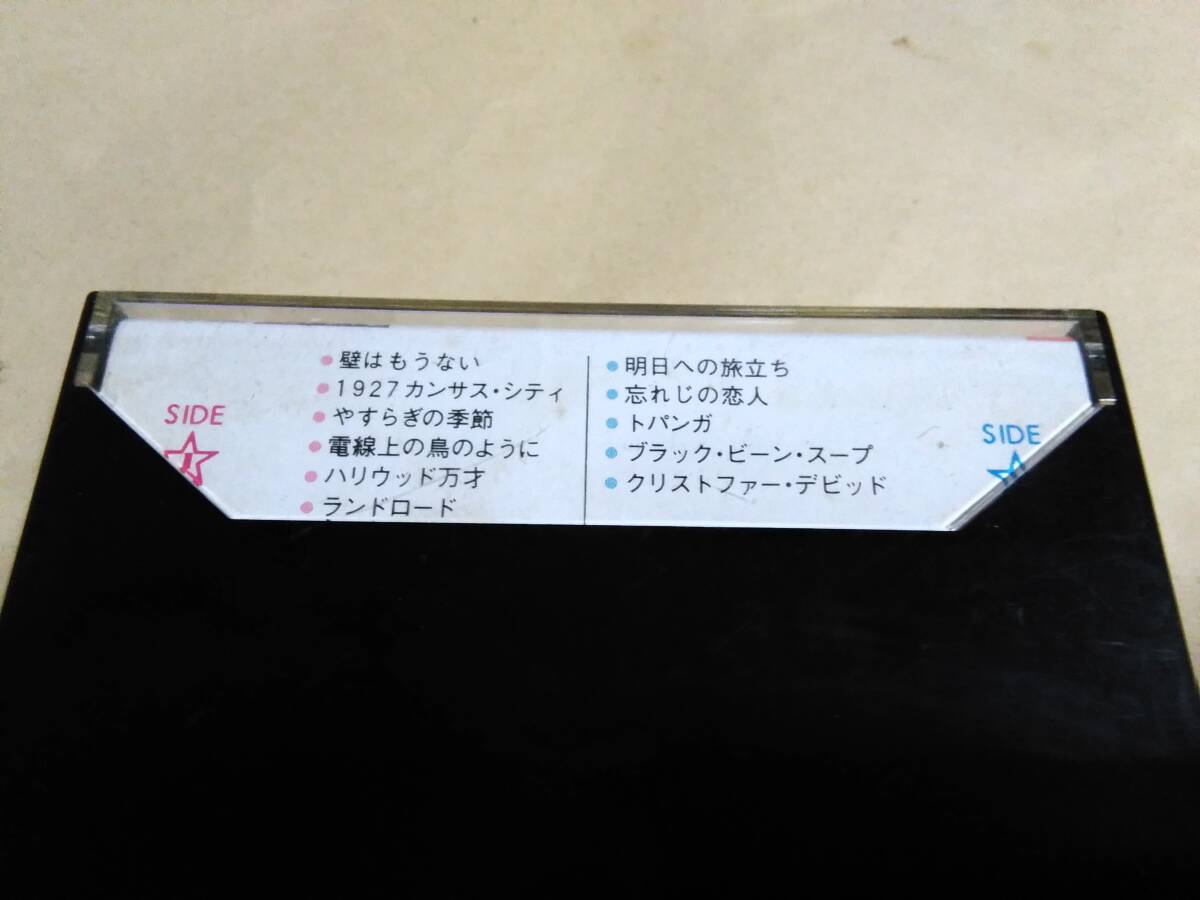 SIDE
1
● 壁はもうない
● 1927カンサス・シティ
● やすらぎの季節
● 電線上の鳥のように
● ハリウッド万才
● ランドロード
● 明日への旅立ち
● 忘れじの恋人
● トパンガ
● ブラック・ビーン・スープ
● クリストファー・デビッド
SIDE